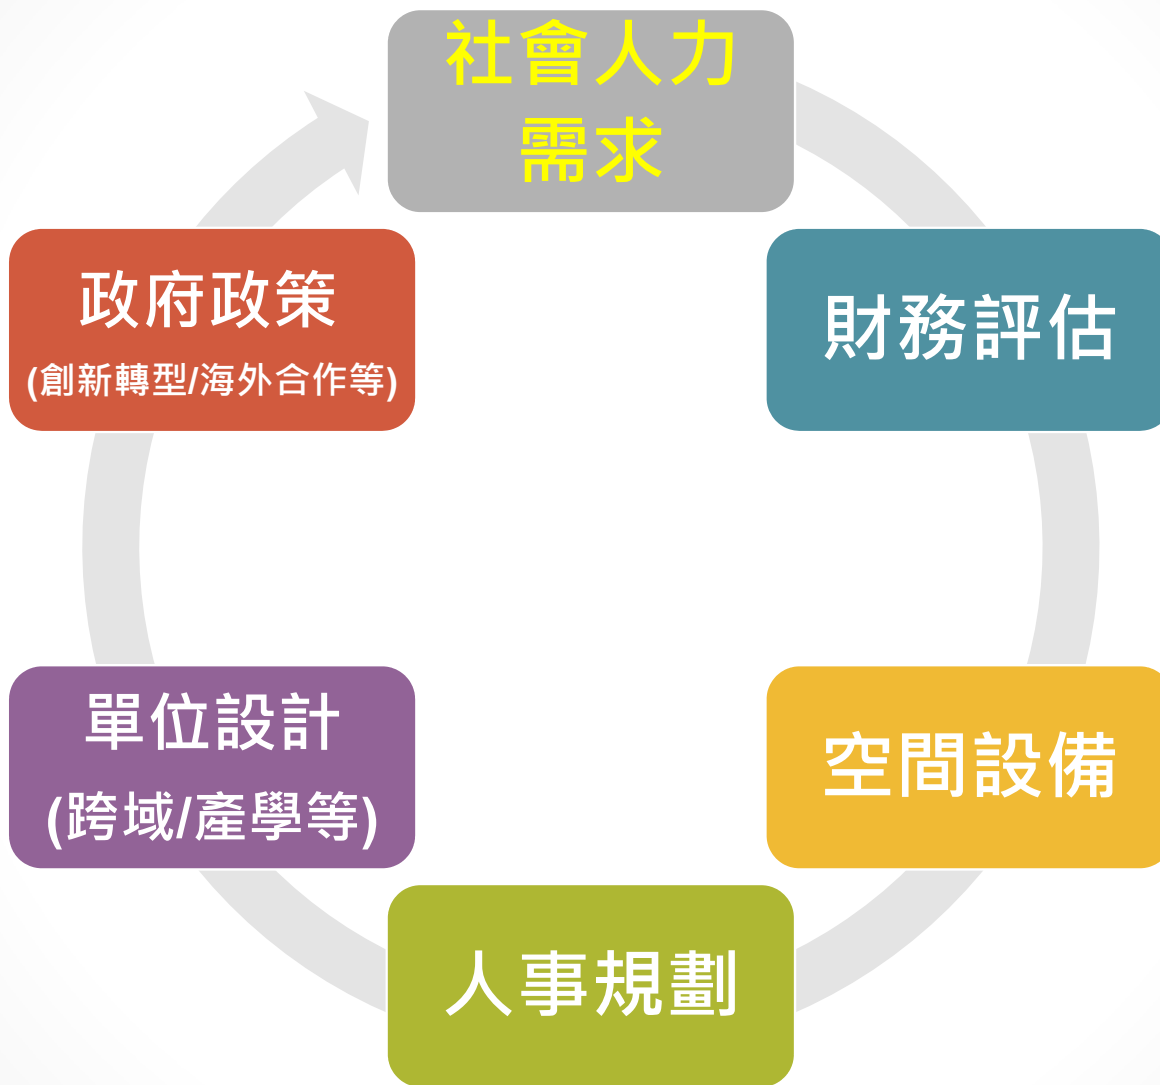 社會人力
需求
財務評估
空間設備
人事規劃
單位設計
(跨域/產學等)
政府政策
(創新轉型/海外合作等)